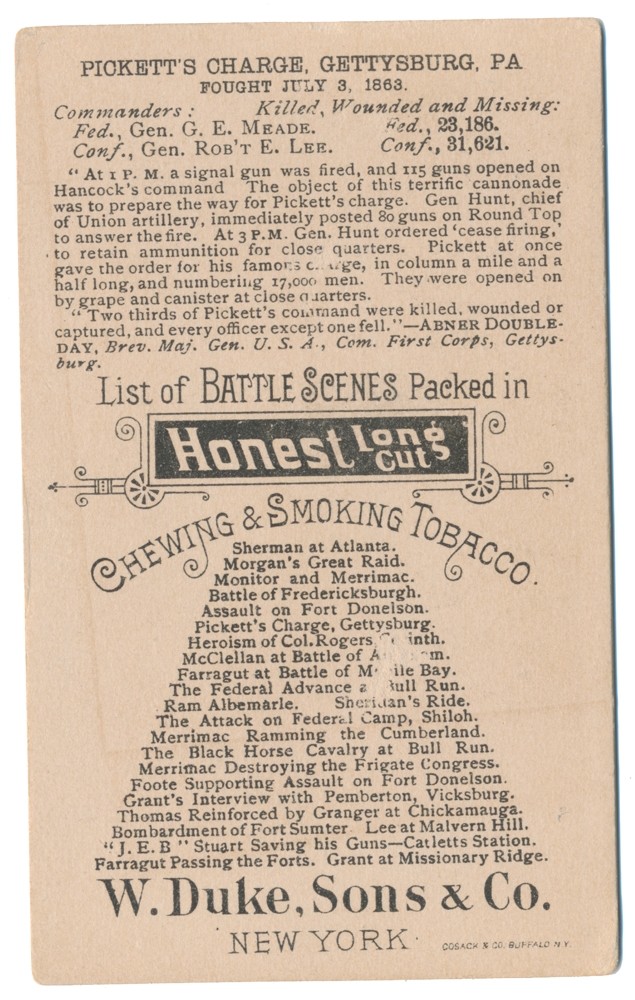 PICKETT'S CHARGE, GETTYSBURG, PA
FOUGHT JULY 3, 1863.
Commanders: Killed, Wounded and Missing:
Fed., Gen. G. E. MEADE. Fed., 23,186.
Conf., Gen. ROB'T E. LEE. Conf., 31,621.
"At 1 P. M. a signal gun was fired, and 115 guns opened on
Hancock's command The object of this terrific cannonade
was to prepare the way for Pickett's charge. Gen Hunt, chief
of Union artillery, immediately posted 80 guns on Round Top
to answer the fire. At 3 P.M. Gen. Hunt ordered 'cease firing,'
to retain ammunition for close quarters. Pickett at once
gave the order for his famous charge, in column a mile and a
half long, and numbering 17,000 men. They were opened on
by grape and canister at close quarters.
"Two thirds of Pickett's command were killed, wounded or
captured, and every officer except one fell."—ABNER DOUBLE-
DAY, Brev. Maj. Gen. U. S. A., Com. First Corps, Gettys-
burg.
List of BATTLE SCENES Packed in
Honest Long Cut
CHEWING & SMOKING TOBACCO.
Sherman at Atlanta.
Morgan's Great Raid.
Monitor and Merrimac.
Battle of Fredericksburgh.
Assault on Fort Donelson.
Pickett's Charge, Gettysburg.
Heroism of Col. Rogers
McClellan at Battle of
Farragut at Battle of Mobile Bay.
The Federal Advance a Bull Run.
Ram Albemarle. Sheridan's Ride.
The Attack on Federal Camp, Shiloh.
Merrimac Ramming the Cumberland.
The Black Horse Cavalry at Bull Run.
Merrimac Destroying the Frigate Congress.
Foote Supporting Assault on Fort Donelson.
Grant's Interview with Pemberton, Vicksburg.
Thomas Reinforced by Granger at Chickamauga.
Bombardment of Fort Sumter Lee at Malvern Hill.
"J. E. B" Stuart Saving his Guns—Catletts Station.
Farragut Passing the Forts. Grant at Missionary Ridge.
W. Duke, Sons & Co.
NEW YORK.
COSACK & CO. BUFFALO N.Y.